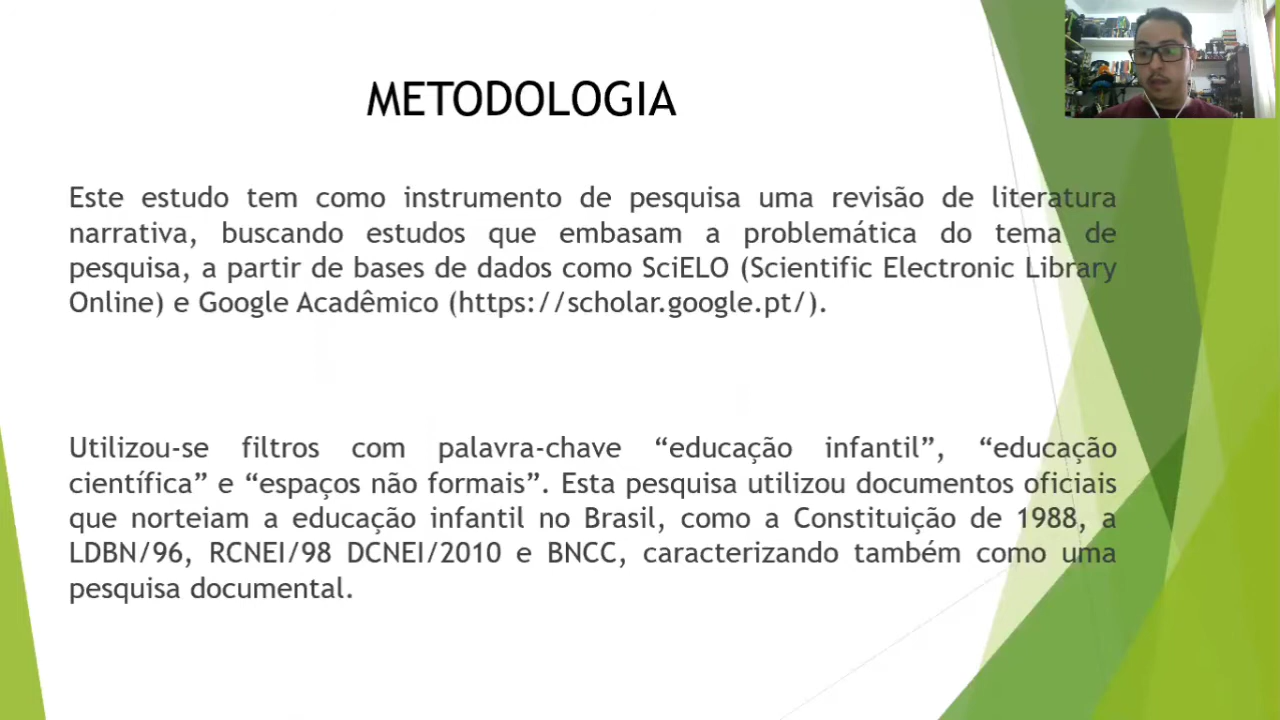 METODOLOGIA
Este estudo tem como instrumento de pesquisa uma revisão de literatura
narrativa, buscando estudos que embasam a problemática do tema de
pesquisa, a partir de bases de dados como SciELO (Scientific Electronic Library
Online) e Google Acadêmico (https://scholar.google.pt/).
Utilizou-se filtros com palavra-chave “educação infantil”, “educação
científica” e “espaços não formais”. Esta pesquisa utilizou documentos oficiais
que norteiam a educação infantil no Brasil, como a Constituição de 1988, a
LDBN/96, RCNEI/98 DCNEI/2010 e BNCC, caracterizando também como uma
pesquisa documental.